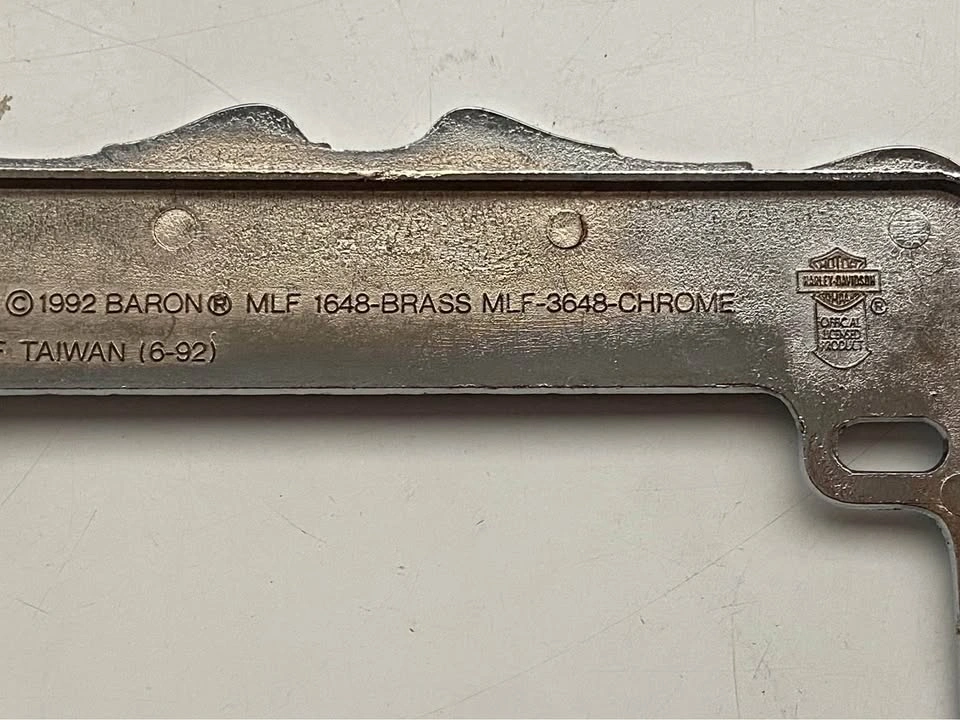 © 1992 BARON® MLF 1648-BRASS MLF-3648-CHROME
F TAIWAN (6-92)
HARLEY-DAVIDSON
®
OFFICIAL
LICENSED
PRODUCT